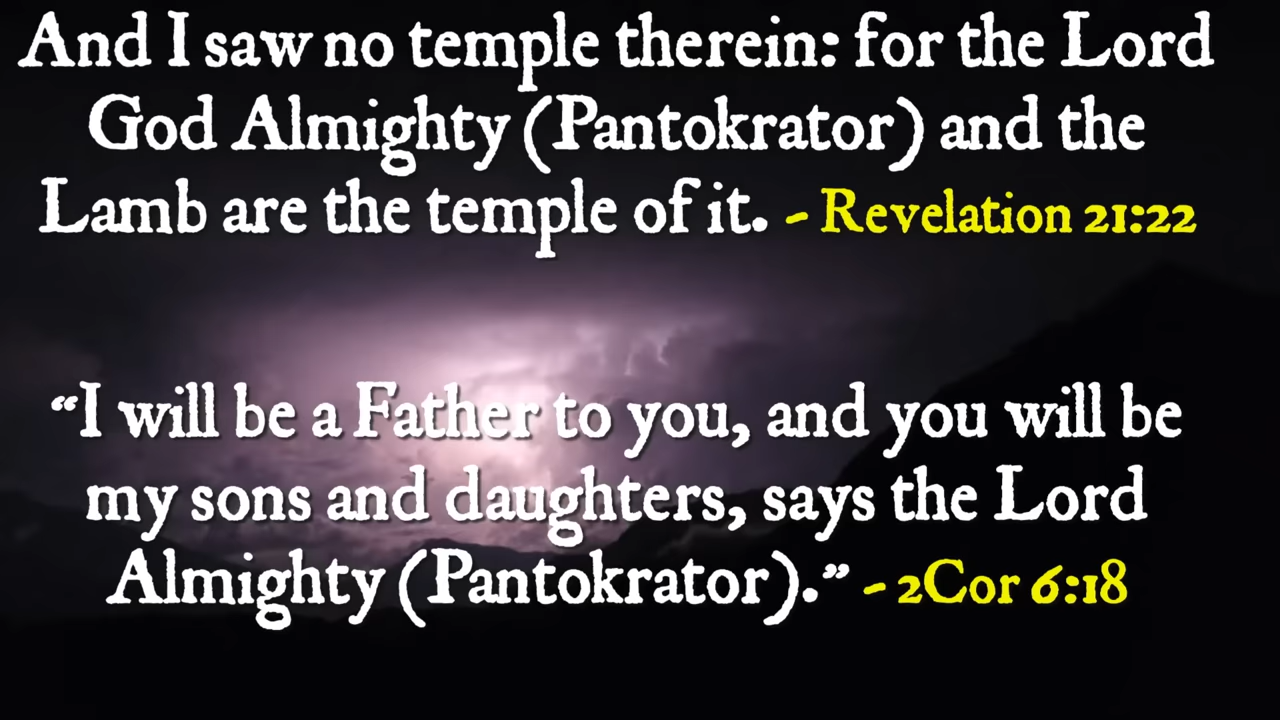 And I saw no temple therein: for the Lord
God Almighty (Pantokrator) and the
Lamb are the temple of it. - Revelation 21:22
“I will be a Father to you, and you will be
my sons and daughters, says the Lord
Almighty (Pantokrator).” - 2Cor 6:18